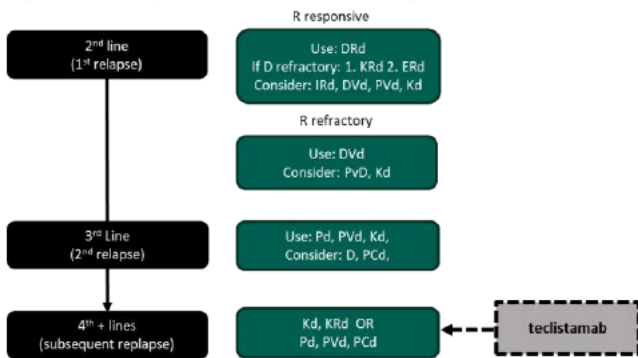 R responsive
2nd line
(1st relapse)
Use: DRd
If D refractory: 1. KRd 2. ERd
Consider: IRd, DVd, PVd, Kd
R refractory
Use: DVd
Consider: PvD, Kd
3rd Line
(2nd relapse)
Use: Pd, PVd, Kd,
Consider: D, PCd,
4th + lines
(subsequent replapse)
Kd, KRd OR
Pd, PVd, PCd
teclistamab